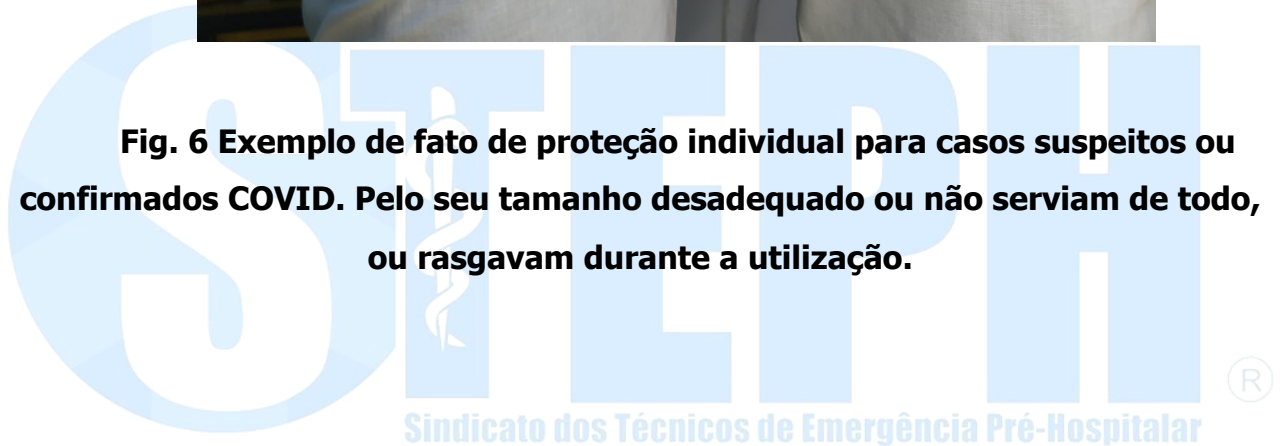 Fig. 6 Exemplo de fato de proteção individual para casos suspeitos ou
confirmados COVID. Pelo seu tamanho desadequado ou não serviam de todo,
ou rasgavam durante a utilização.
STEPH
®
Sindicato dos Técnicos de Emergência Pré-Hospitalar